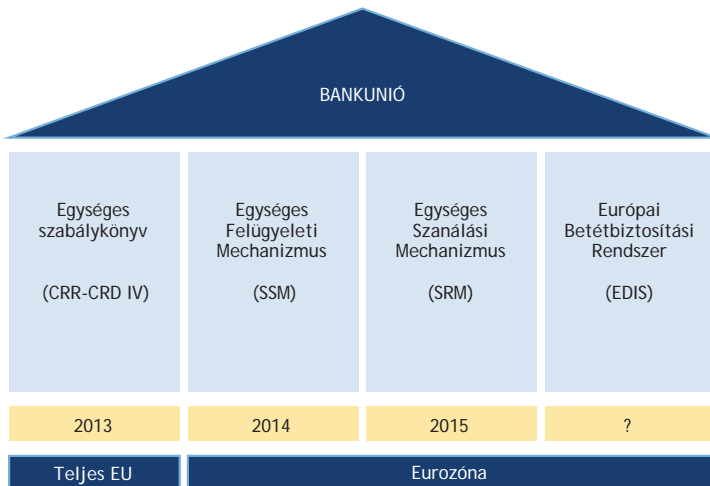 BANKUNIÓ
Egységes
szabálykönyv
(CRR-CRD IV)
Egységes
Felügyeleti
Mechanizmus
(SSM)
Egységes
Szanálási
Mechanizmus
(SRM)
Európai
Betétbiztosítási
Rendszer
(EDIS)
2013
2014
2015
?
Teljes EU
Eurozóna